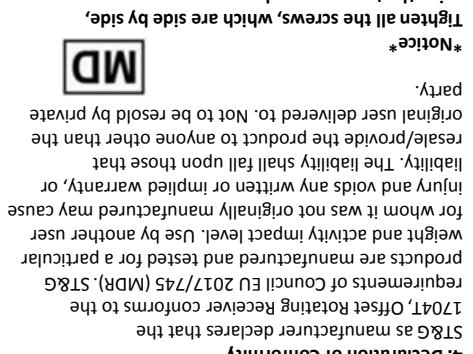 4. Declaration of Conformity
ST&G as manufacturer declares that the
1704T, Offset Rotating Receiver conforms to the
requirements of Council EU 2017/745 (MDR). ST&G
products are manufactured and tested for a particular
weight and activity impact level. Use by another user
for whom it was not originally manufactured may cause
injury and voids any written or implied warranty, or
liability. The liability shall fall upon those that
resale/provide the product to anyone other than the
original user delivered to. Not to be resold by private
party.
MD
*Notice*
Tighten all the screws, which are side by side,